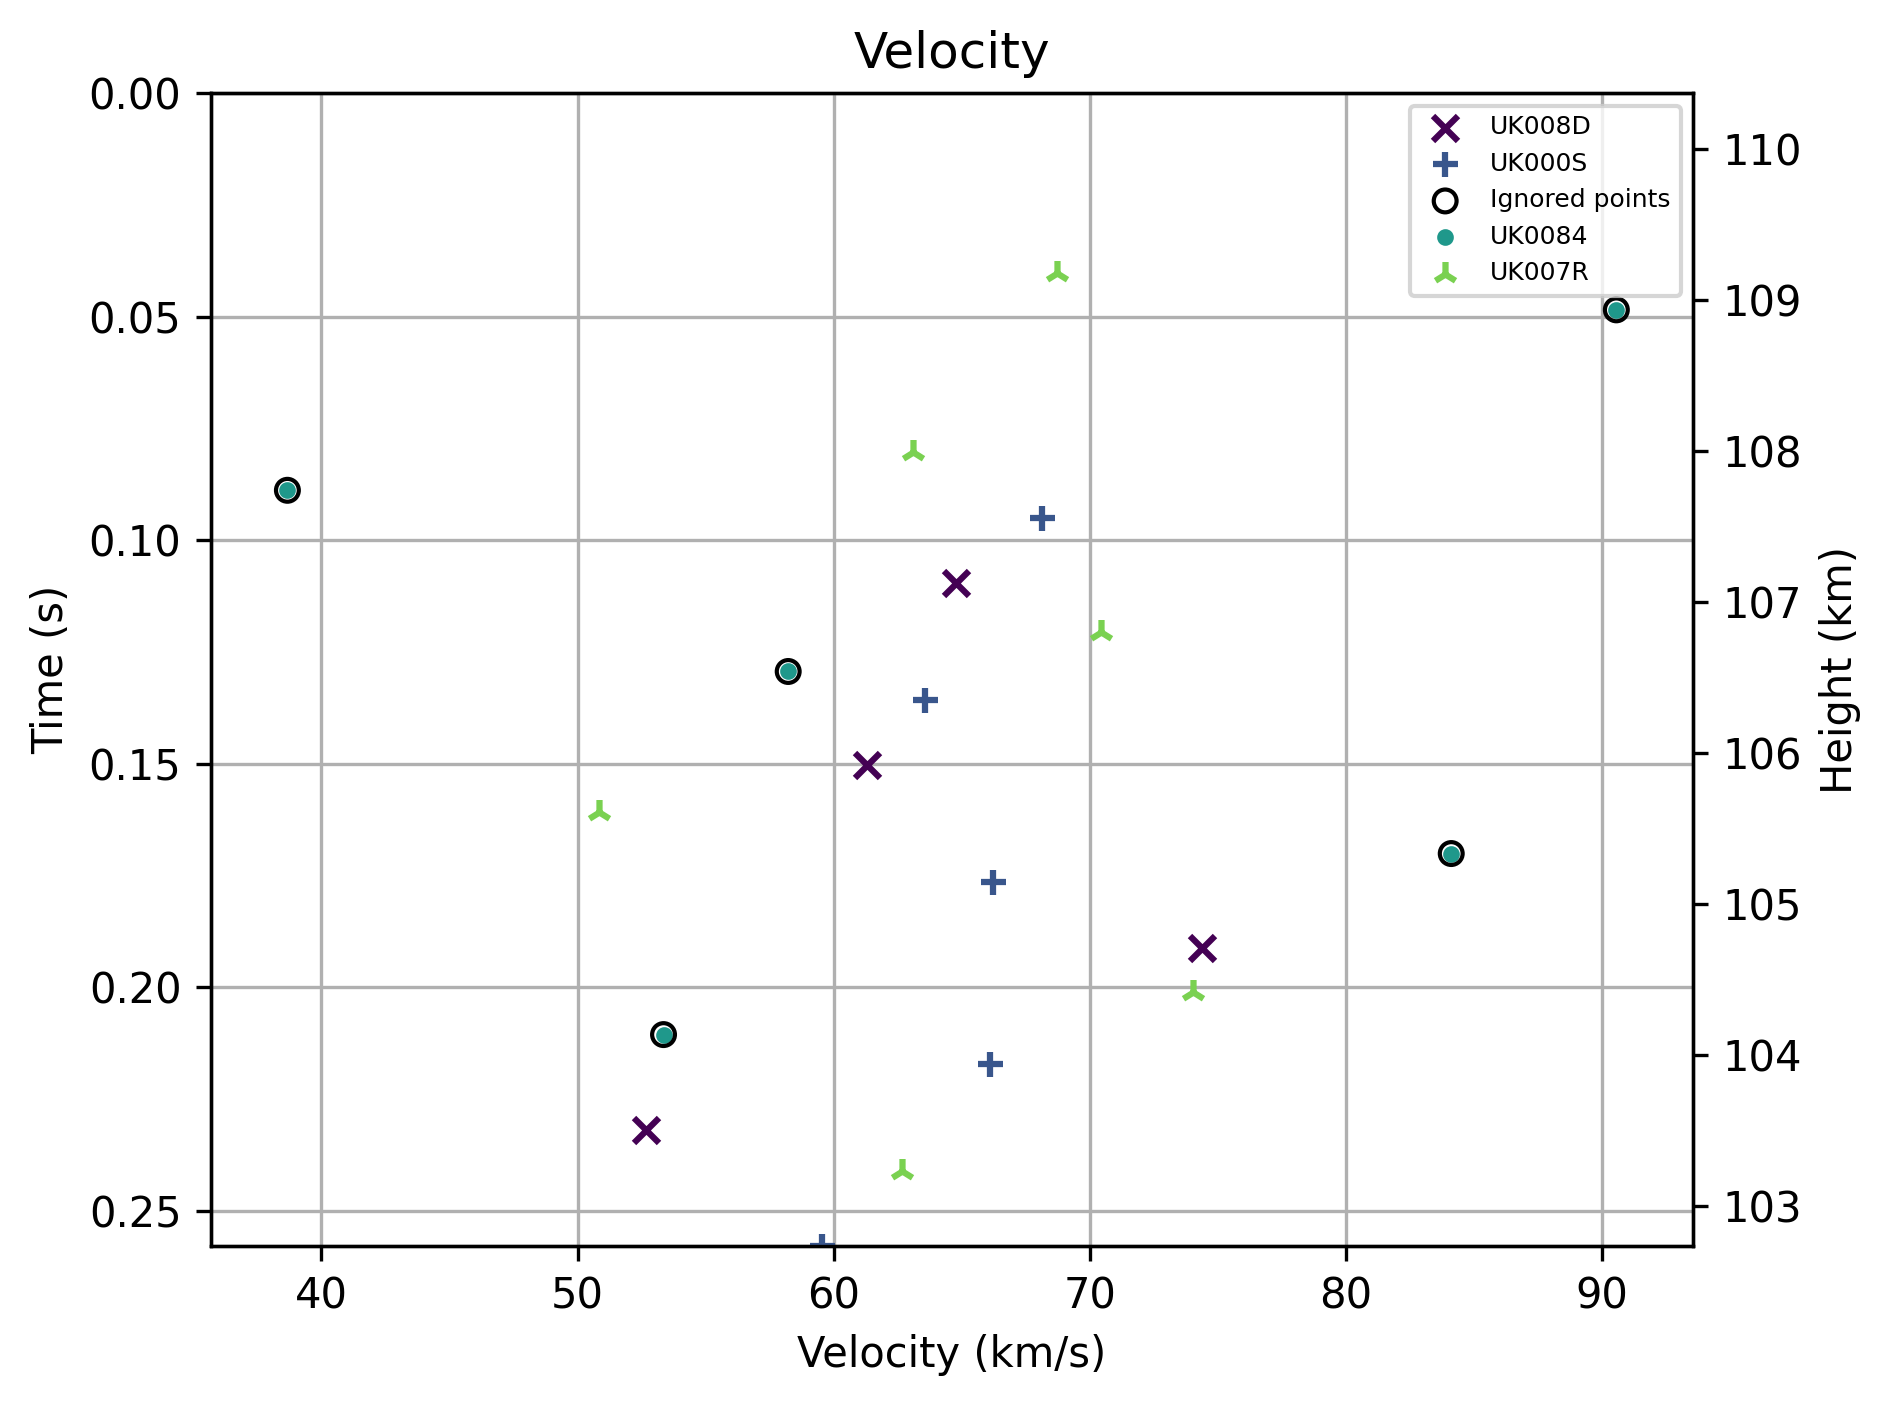 Velocity
0.00
0.05
0.10
0.15
0.20
0.25
Time (s)
UK008D
UK000S
Ignored points
UK0084
UK007R
110
109
108
107
106
105
104
103
Height (km)
40 50 60 70 80 90
Velocity (km/s)